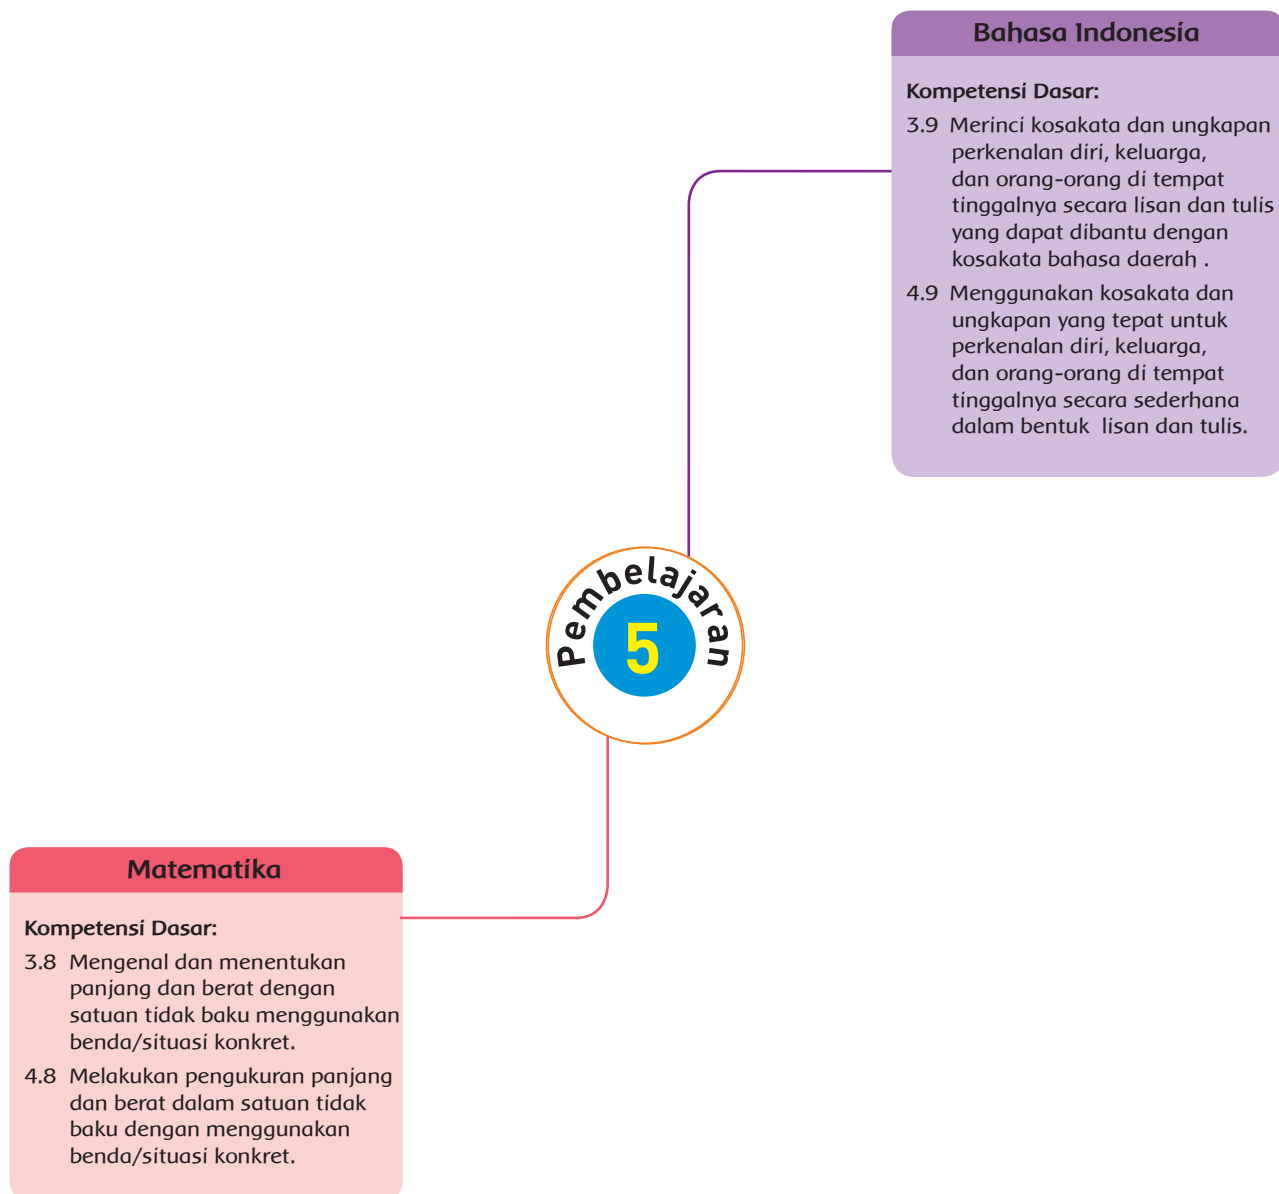 Bahasa Indonesia
Kompetensi Dasar:
3.9 Merinci kosakata dan ungkapan
perkenalan diri, keluarga,
dan orang-orang di tempat
tinggalnya secara lisan dan tulis
yang dapat dibantu dengan
kosakata bahasa daerah .
4.9 Menggunakan kosakata dan
ungkapan yang tepat untuk
perkenalan diri, keluarga,
dan orang-orang di tempat
tinggalnya secara sederhana
dalam bentuk lisan dan tulis.
Pembelajaran
5
Matematika
Kompetensi Dasar:
3.8 Mengenal dan menentukan
panjang dan berat dengan
satuan tidak baku menggunakan
benda/situasi konkret.
4.8 Melakukan pengukuran panjang
dan berat dalam satuan tidak
baku dengan menggunakan
benda/situasi konkret.